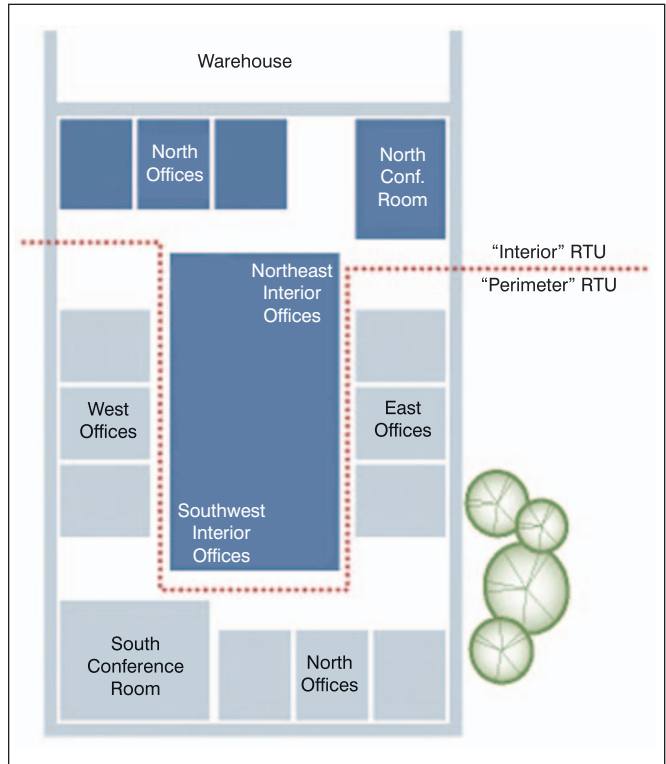 Warehouse
North
Offices
North
Conf.
Room
“Interior” RTU
“Perimeter” RTU
Northeast
Interior
Offices
West
Offices
East
Offices
Southwest
Interior
Offices
South
Conference
Room
North
Offices